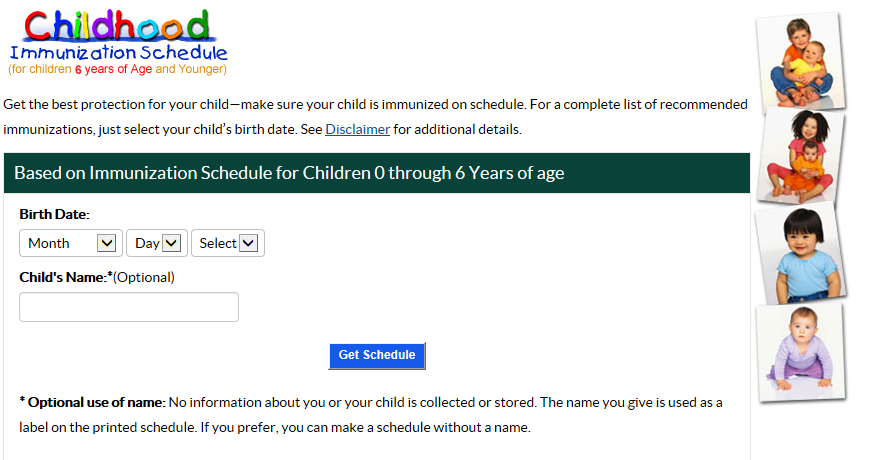 Childhood
Immunization Schedule
(for children 6 years of Age and Younger)
Get the best protection for your child—make sure your child is immunized on schedule. For a complete list of recommended
immunizations, just select your child's birth date. See Disclaimer for additional details.
Based on Immunization Schedule for Children 0 through 6 Years of age
Birth Date:
Month Day Select
Child's Name:*(Optional)
Get Schedule
* Optional use of name: No information about you or your child is collected or stored. The name you give is used as a
label on the printed schedule. If you prefer, you can make a schedule without a name.